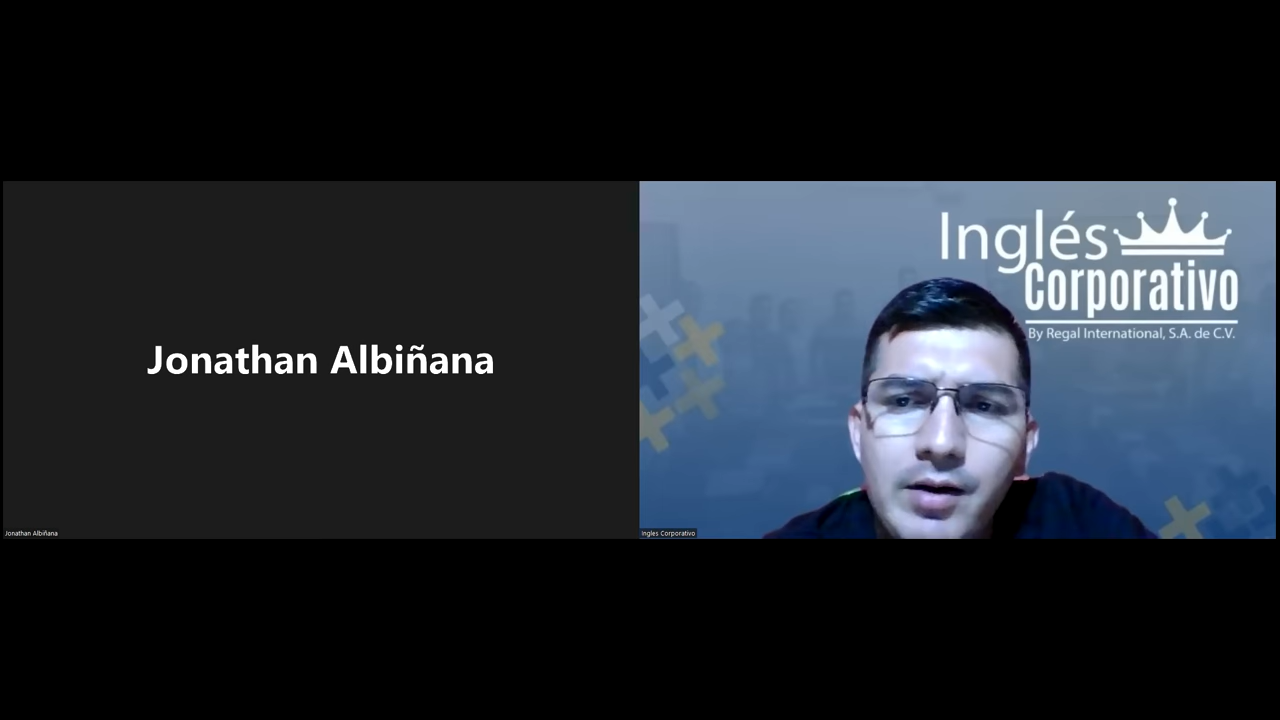 Jonathan Albiñana
Jonathan Albiñana
Inglés
Corporativo
By Regal International, S.A. de C.V.
Ingles Corporativo